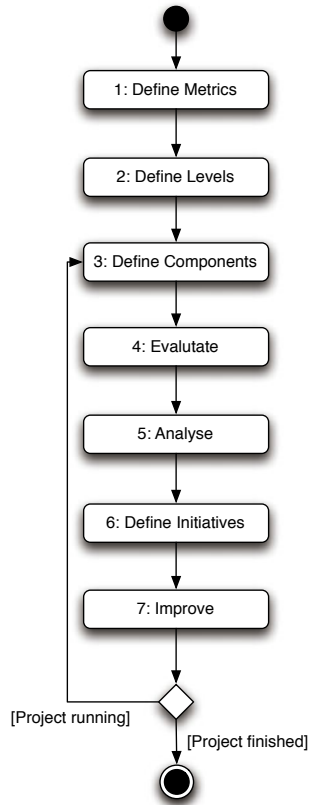 1: Define Metrics
2: Define Levels
3: Define Components
4: Evalutate
5: Analyse
6: Define Initiatives
7: Improve
[Project running]
[Project finished]